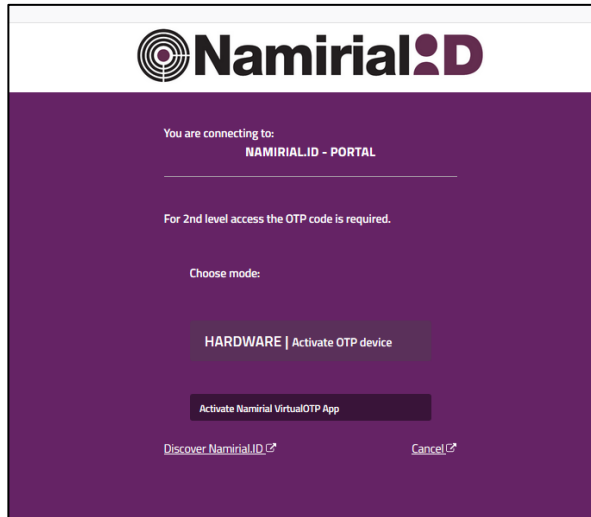 Namirial ID
You are connecting to:
NAMIRIAL.ID - PORTAL
For 2nd level access the OTP code is required.
Choose mode:
HARDWARE | Activate OTP device
Activate Namirial VirtualOTP App
Discover Namirial.ID
Cancel